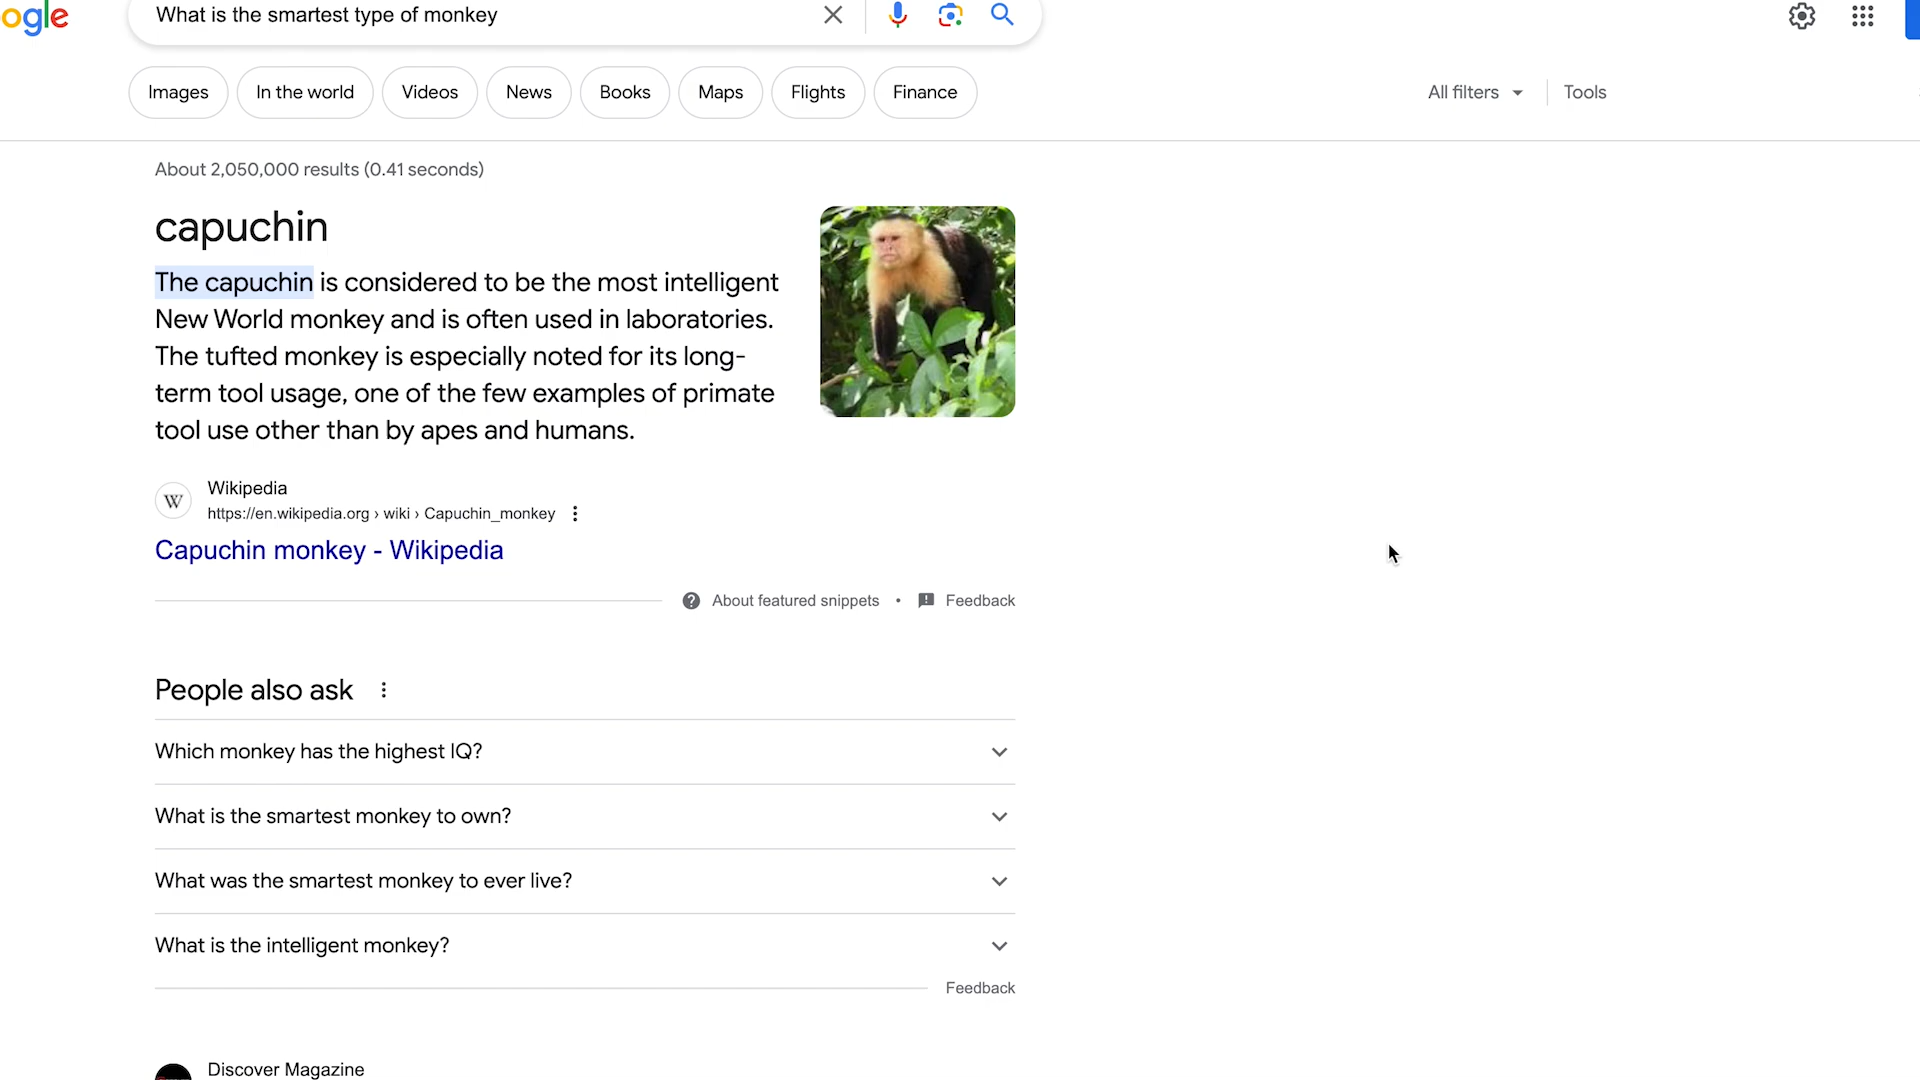 ogle
What is the smartest type of monkey
Images In the world Videos News Books Maps Flights Finance All filters Tools
About 2,050,000 results (0.41 seconds)
capuchin
The capuchin is considered to be the most intelligent
New World monkey and is often used in laboratories.
The tufted monkey is especially noted for its long-
term tool usage, one of the few examples of primate
tool use other than by apes and humans.
W
Wikipedia
https://en.wikipedia.org › wiki › Capuchin_monkey
Capuchin monkey - Wikipedia
About featured snippets • Feedback
People also ask
Which monkey has the highest IQ?
What is the smartest monkey to own?
What was the smartest monkey to ever live?
What is the intelligent monkey?
Feedback
Discover Magazine